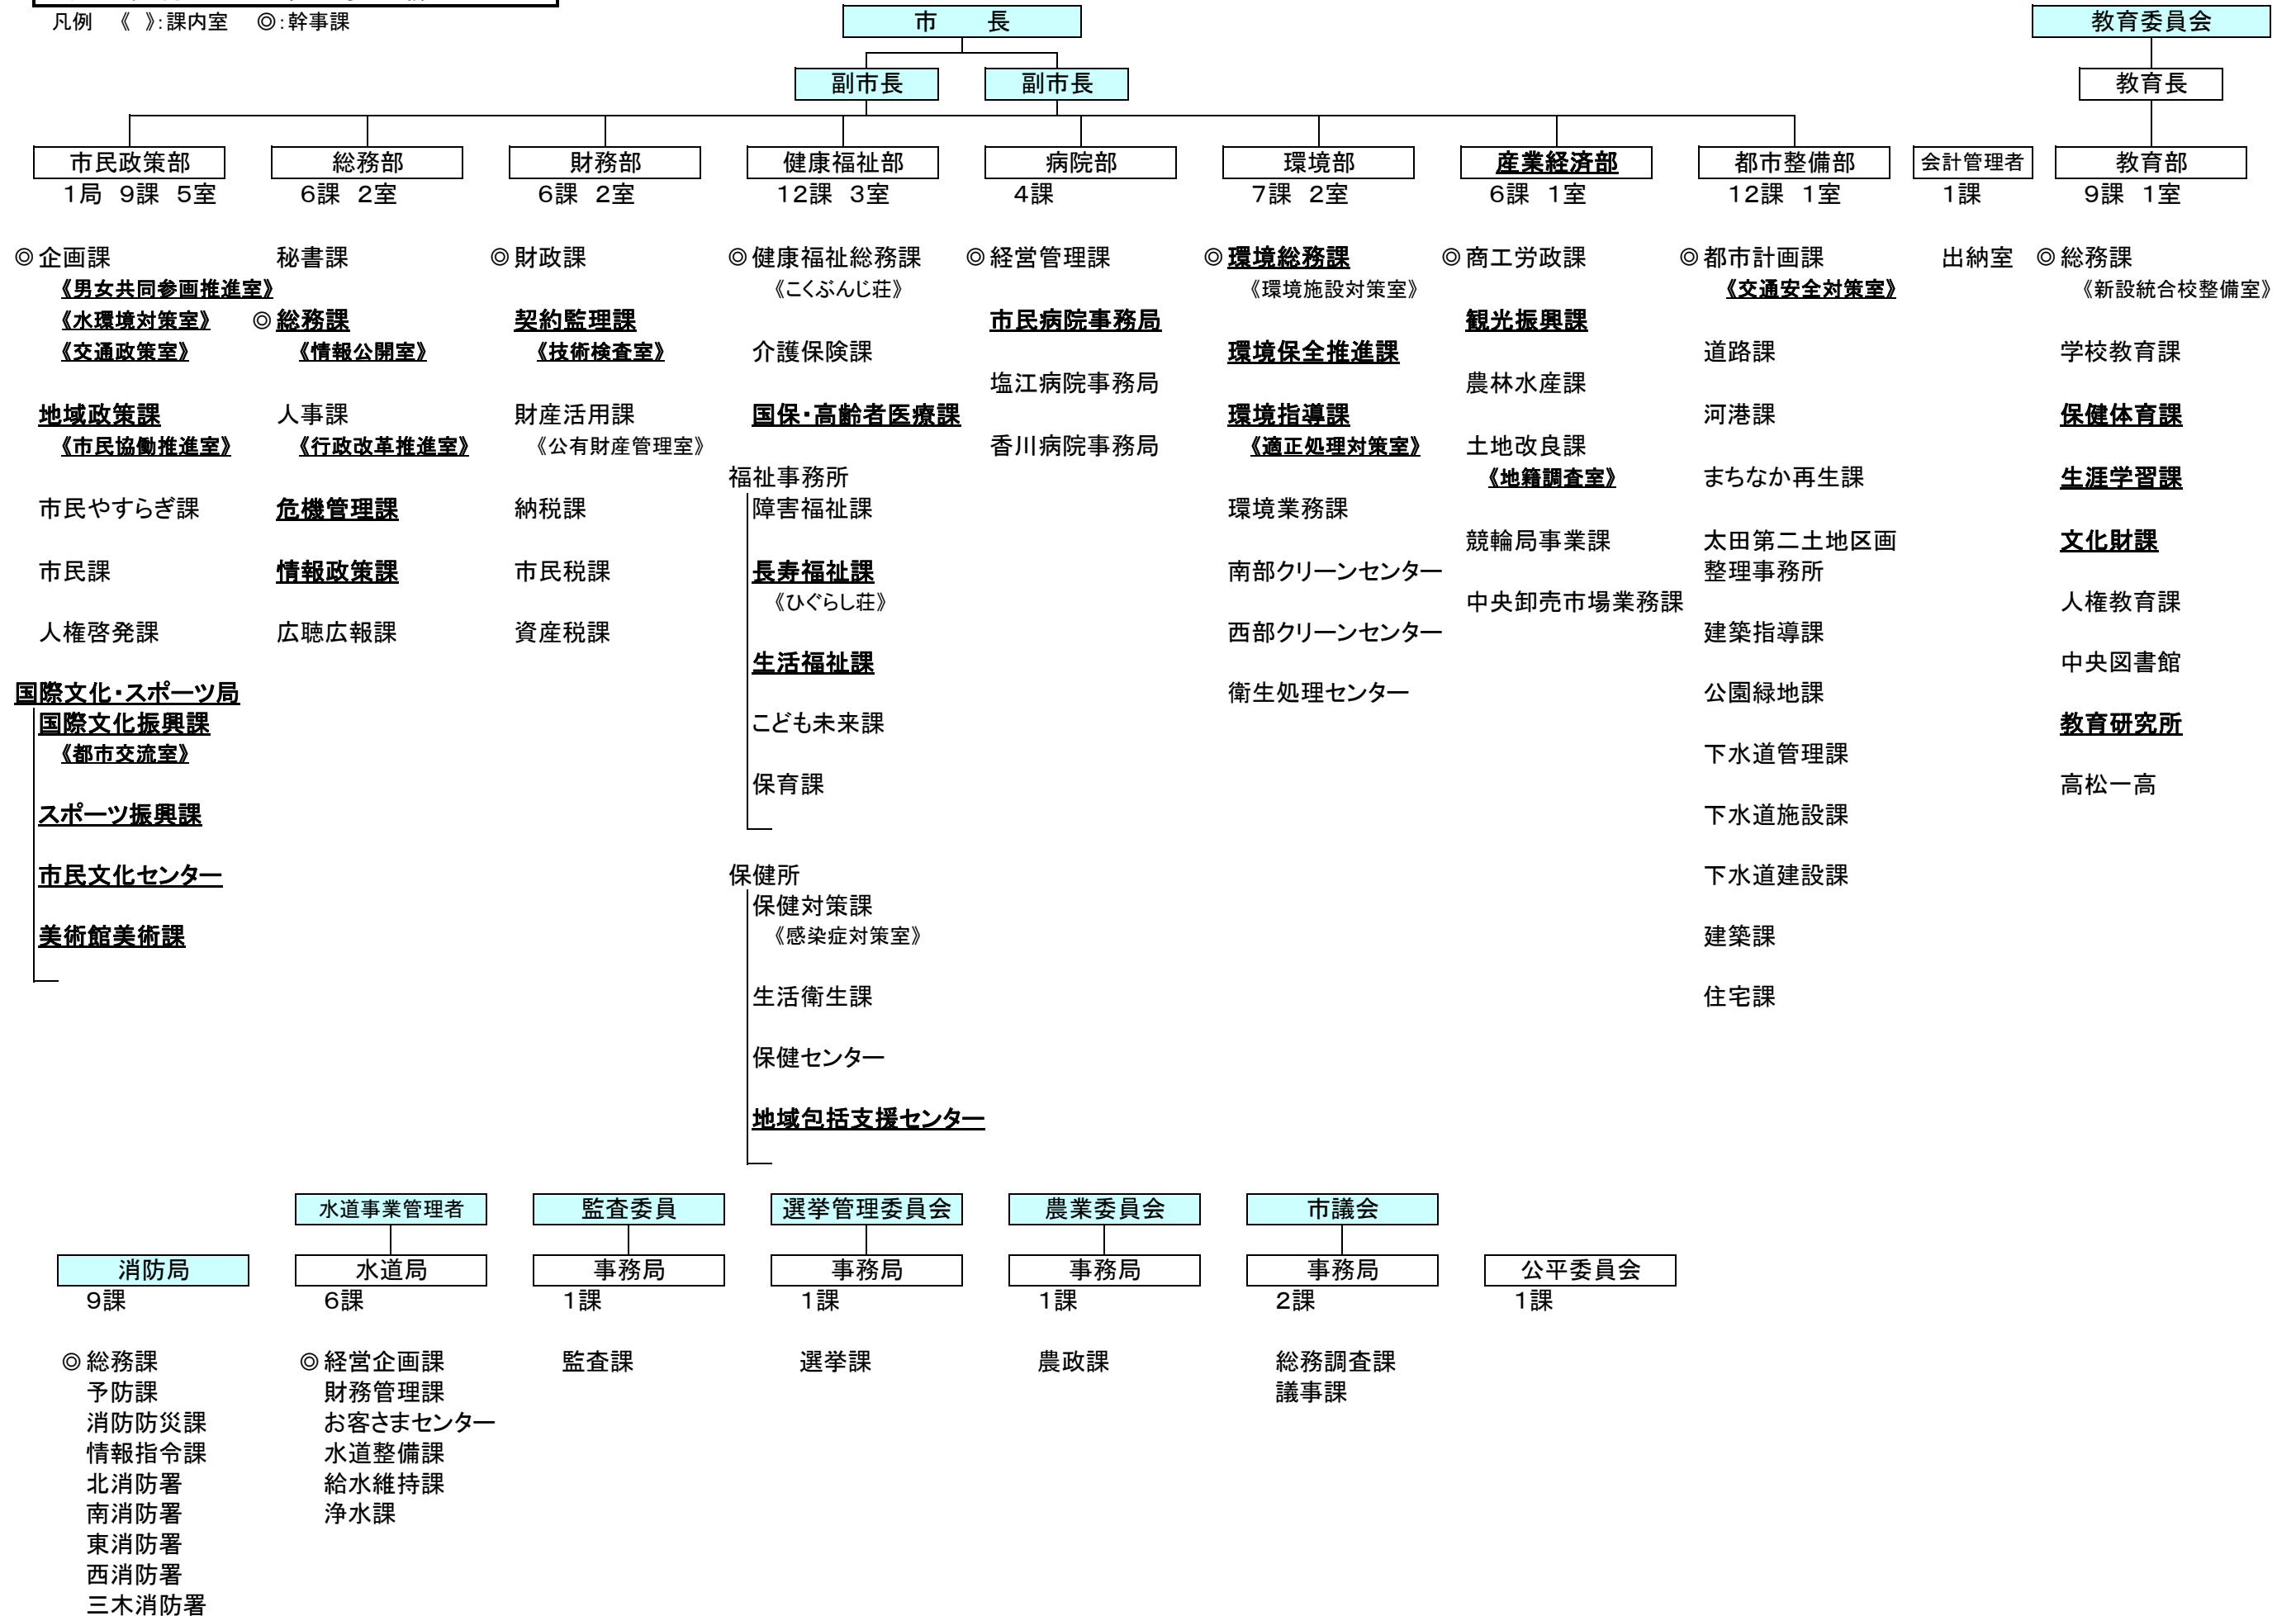 凡例 《 》:課内室 ◎:幹事課
市 長
教育委員会
副市長 副市長
教育長
市民政策部
1局 9課 5室
◎企画課
《男女共同参画推進室》
《水環境対策室》
《交通政策室》
地域政策課
《市民協働推進室》
市民やすらぎ課
市民課
人権啓発課
国際文化・スポーツ局
国際文化振興課
《都市交流室》
スポーツ振興課
市民文化センター
美術館美術課
総務部
6課 2室
秘書課
◎総務課
《情報公開室》
人事課
《行政改革推進室》
危機管理課
情報政策課
広聴広報課
財務部
6課 2室
◎財政課
契約監理課
《技術検査室》
財産活用課
《公有財産管理室》
納税課
市民税課
資産税課
健康福祉部
12課 3室
◎健康福祉総務課
《こくぶんじ荘》
介護保険課
国保・高齢者医療課
福祉事務所
障害福祉課
長寿福祉課
《ひぐらし荘》
生活福祉課
こども未来課
保育課
保健所
保健対策課
《感染症対策室》
生活衛生課
保健センター
地域包括支援センター
病院部
4課
◎経営管理課
市民病院事務局
塩江病院事務局
香川病院事務局
環境部
7課 2室
◎環境総務課
《環境施設対策室》
環境保全推進課
環境指導課
《適正処理対策室》
環境業務課
南部クリーンセンター
西部クリーンセンター
衛生処理センター
産業経済部
6課 1室
◎商工労政課
観光振興課
農林水産課
土地改良課
《地籍調査室》
競輪局事業課
中央卸売市場業務課
都市整備部
12課 1室
◎都市計画課
《交通安全対策室》
道路課
河港課
まちなか再生課
太田第二土地区画
整理事務所
建築指導課
公園緑地課
下水道管理課
下水道施設課
下水道建設課
建築課
住宅課
会計管理者
1課
出納室
教育部
9課 1室
◎総務課
《新設統合校整備室》
学校教育課
保健体育課
生涯学習課
文化財課
人権教育課
中央図書館
教育研究所
高松一高
消防局
9課
◎総務課
予防課
消防防災課
情報指令課
北消防署
南消防署
東消防署
西消防署
三木消防署
水道事業管理者
水道局
6課
◎経営企画課
財務管理課
お客さまセンター
水道整備課
給水維持課
浄水課
監査委員
事務局
1課
監査課
選挙管理委員会
事務局
1課
選挙課
農業委員会
事務局
1課
農政課
市議会
事務局
2課
総務調査課
議事課
公平委員会
1課